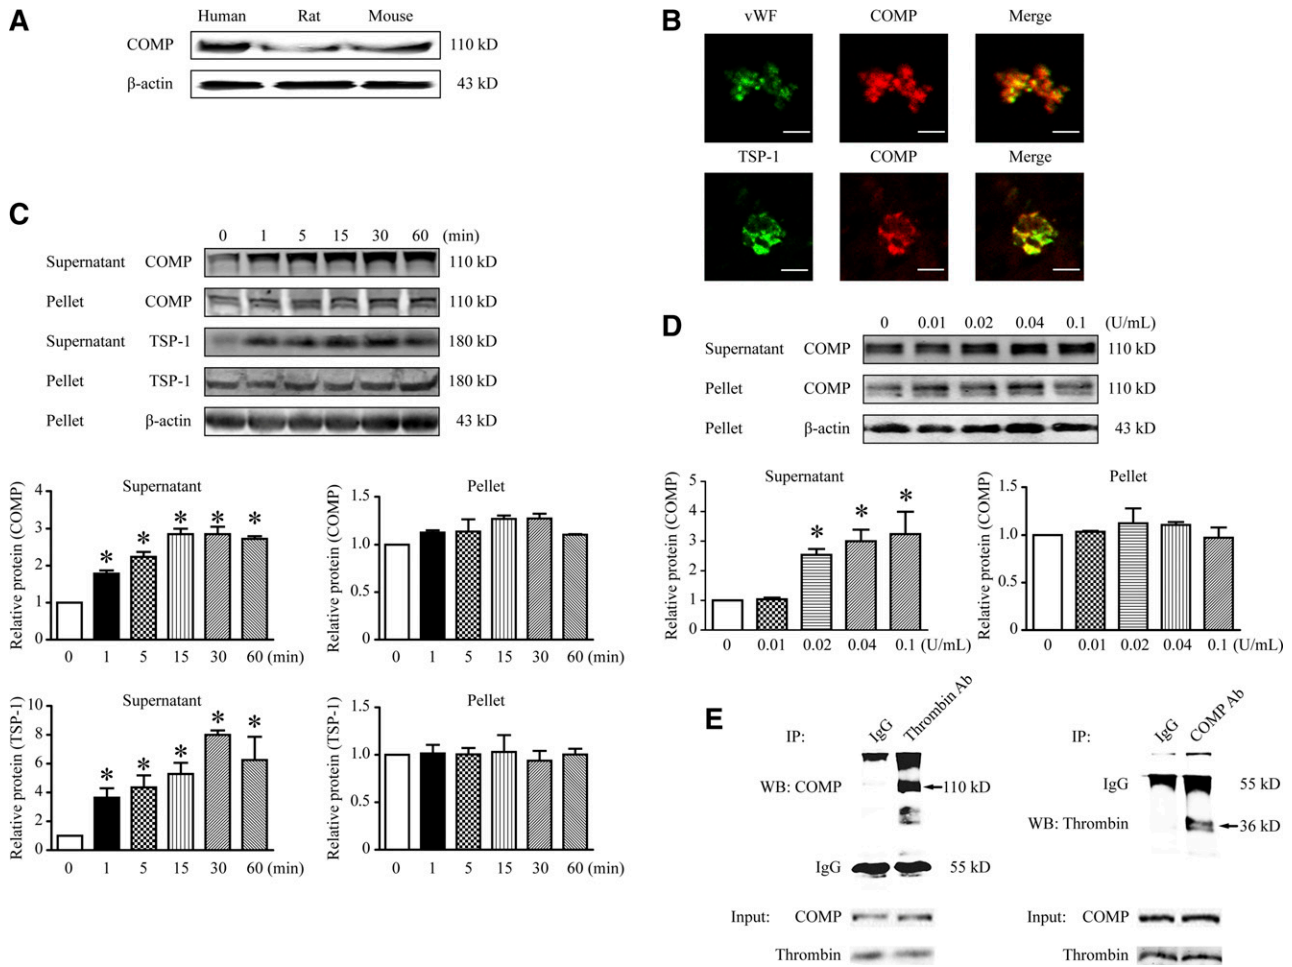 A
Human Rat Mouse
COMP 110 kD
β-actin 43 kD
B
vWF COMP Merge
TSP-1 COMP Merge
C
0 1 5 15 30 60 (min)
Supernatant COMP 110 kD
Pellet COMP 110 kD
Supernatant TSP-1 180 kD
Pellet TSP-1 180 kD
Pellet β-actin 43 kD
Supernatant
Relative protein (COMP)
4
3
2
1
0
* * * * *
0 1 5 15 30 60 (min)
Pellet
Relative protein (COMP)
1.5
1.0
0.5
0
0 1 5 15 30 60 (min)
Supernatant
Relative protein (TSP-1)
10
8
6
4
2
0
* * * * *
0 1 5 15 30 60 (min)
Pellet
Relative protein (TSP-1)
1.5
1.0
0.5
0
0 1 5 15 30 60 (min)
D
0 0.01 0.02 0.04 0.1 (U/mL)
Supernatant COMP 110 kD
Pellet COMP 110 kD
Pellet β-actin 43 kD
Supernatant
Relative protein (COMP)
5
4
3
2
1
0
* * *
0 0.01 0.02 0.04 0.1 (U/mL)
Pellet
Relative protein (COMP)
1.5
1.0
0.5
0
0 0.01 0.02 0.04 0.1 (U/mL)
E
IP: IgG Thrombin Ab
WB: COMP 110 kD
IgG 55 kD
Input: COMP
Thrombin
IP: IgG COMP Ab
IgG 55 kD
WB: Thrombin 36 kD
Input: COMP
Thrombin